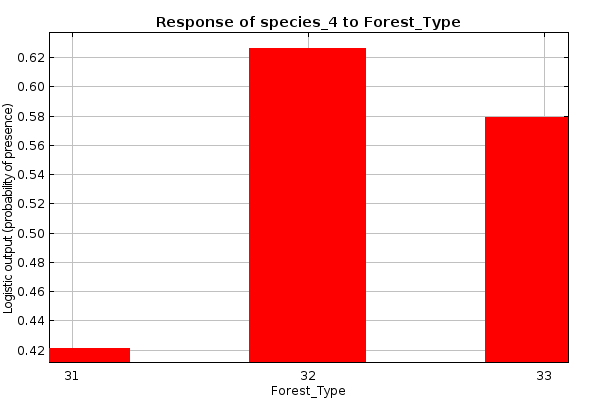 Response of species_4 to Forest_Type
Logistic output (probability of presence)
0.62
0.60
0.58
0.56
0.54
0.52
0.50
0.48
0.46
0.44
0.42
31 32 33
Forest_Type